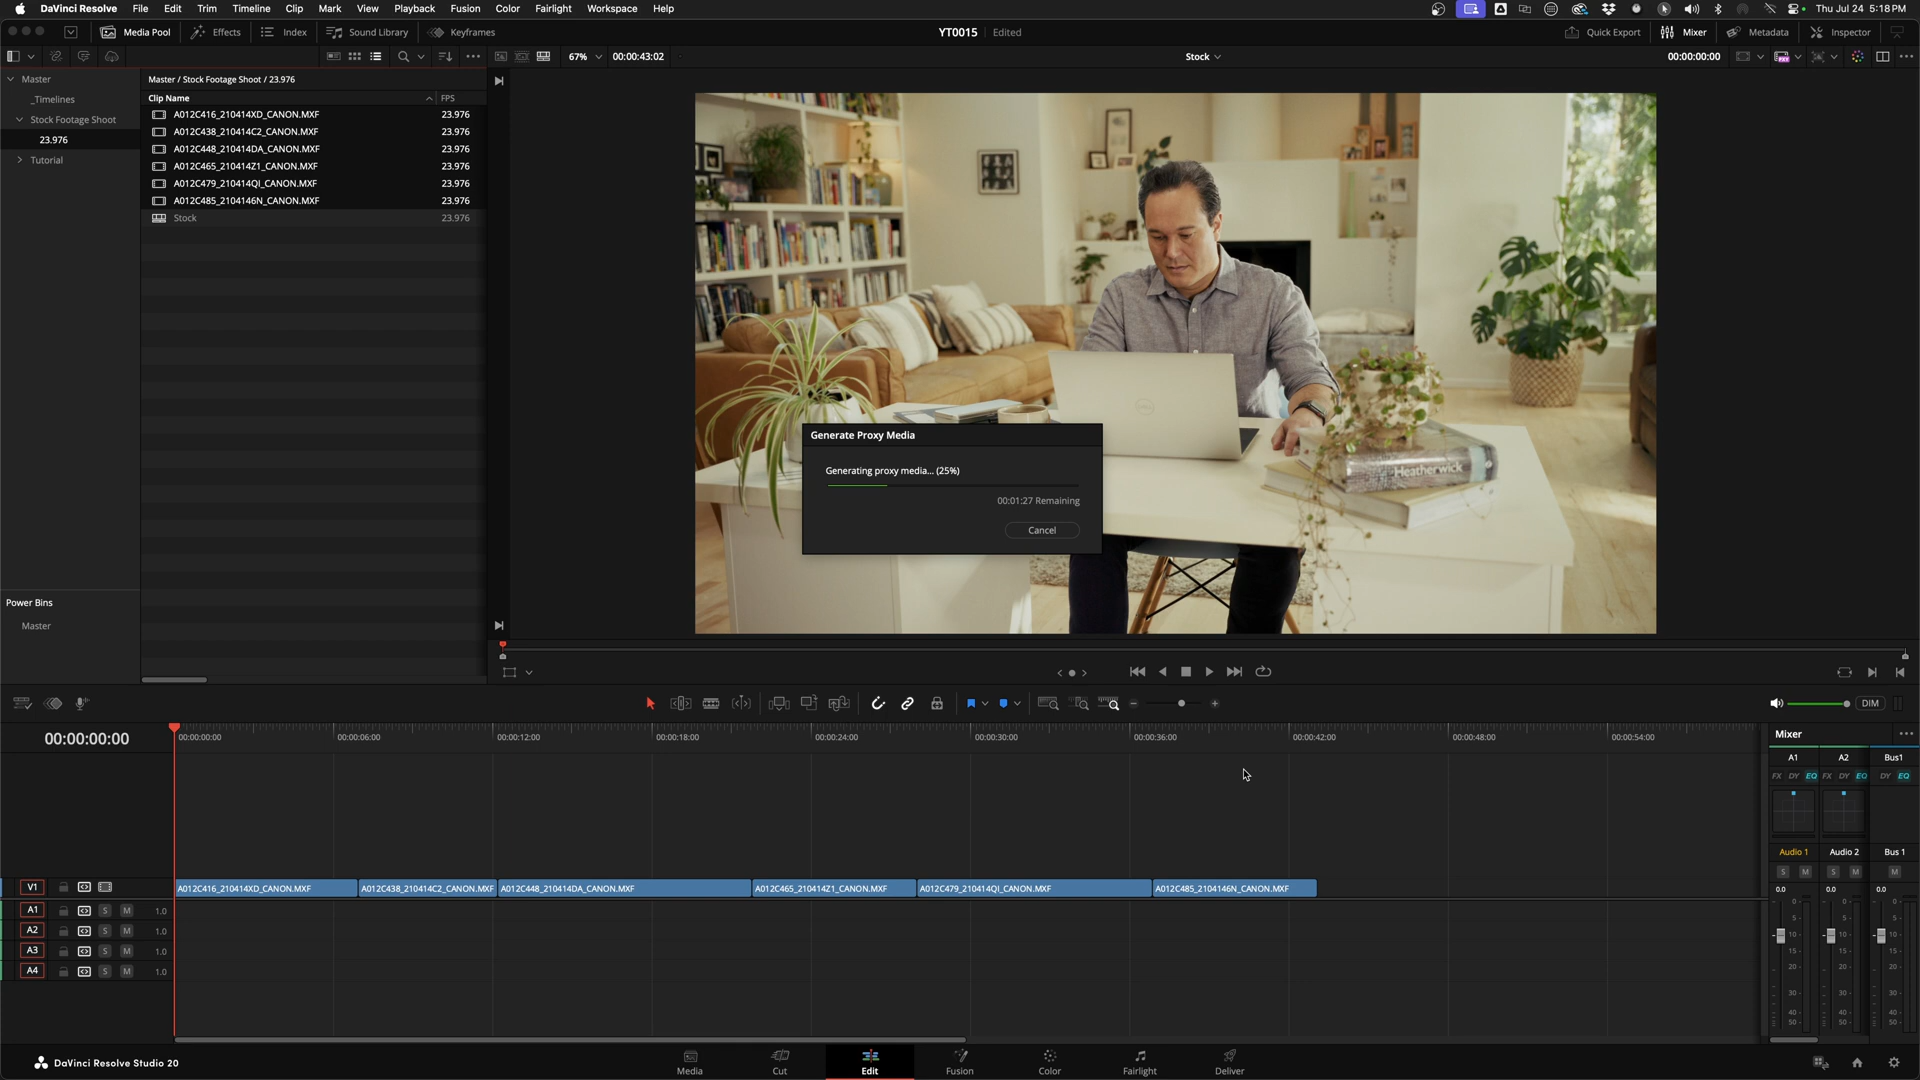 DaVinci Resolve File Edit Trim Timeline Clip Mark View Playback Fusion Color Fairlight Workspace Help Thu Jul 24 5:18 PM
Media Pool Effects Index Sound Library Keyframes YT0015 Edited Quick Export Mixer Metadata Inspector
67% 00:00:43:02 Stock 00:00:00:00
Master
_Timelines
Stock Footage Shoot
23.976
Tutorial
Power Bins
Master
Master / Stock Footage Shoot / 23.976
Clip Name FPS
A012C416_210414XD_CANON.MXF 23.976
A012C438_210414C2_CANON.MXF 23.976
A012C448_210414DA_CANON.MXF 23.976
A012C465_210414Z1_CANON.MXF 23.976
A012C479_210414QI_CANON.MXF 23.976
A012C485_2104146N_CANON.MXF 23.976
Stock 23.976
Heatherwick
Generate Proxy Media
Generating proxy media... (25%)
00:01:27 Remaining
Cancel
DIM
00:00:00:00
00:00:00:00 00:00:06:00 00:00:12:00 00:00:18:00 00:00:24:00 00:00:30:00 00:00:36:00 00:00:42:00 00:00:48:00 00:00:54:00
V1
A012C416_210414XD_CANON.MXF A012C438_210414C2_CANON.MXF A012C448_210414DA_CANON.MXF A012C465_210414Z1_CANON.MXF A012C479_210414QI_CANON.MXF A012C485_2104146N_CANON.MXF
A1 S M 1.0
A2 S M 1.0
A3 S M 1.0
A4 S M 1.0
Mixer
A1 A2 Bus1
FX DY EQ FX DY EQ DY EQ
Audio 1 Audio 2 Bus 1
S M S M M
0.0 0.0 0.0
0 0 0
5 5 5
10 10 10
15 15 15
20 20 20
30 30 30
40 40 40
50 50 50
DaVinci Resolve Studio 20
Media Cut Edit Fusion Color Fairlight Deliver